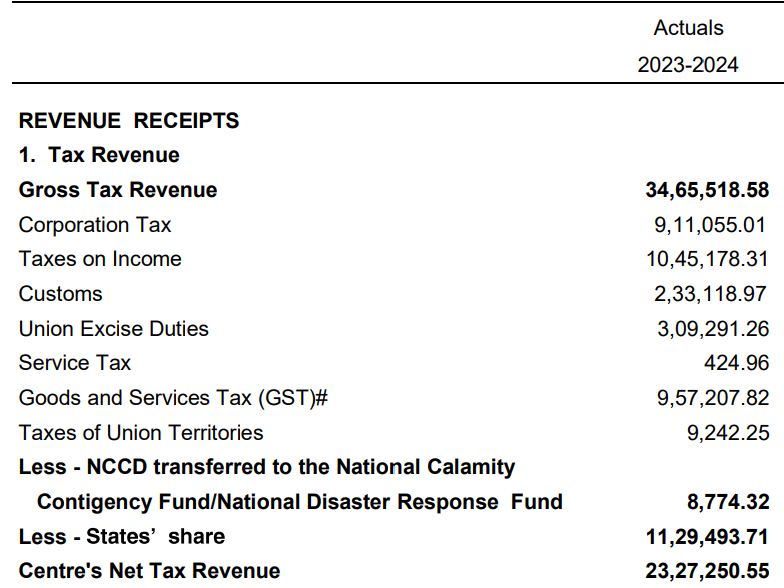 Actuals
2023-2024
REVENUE RECEIPTS
1. Tax Revenue
Gross Tax Revenue 34,65,518.58
Corporation Tax 9,11,055.01
Taxes on Income 10,45,178.31
Customs 2,33,118.97
Union Excise Duties 3,09,291.26
Service Tax 424.96
Goods and Services Tax (GST)# 9,57,207.82
Taxes of Union Territories 9,242.25
Less - NCCD transferred to the National Calamity
Contigency Fund/National Disaster Response Fund 8,774.32
Less - States’ share 11,29,493.71
Centre's Net Tax Revenue 23,27,250.55